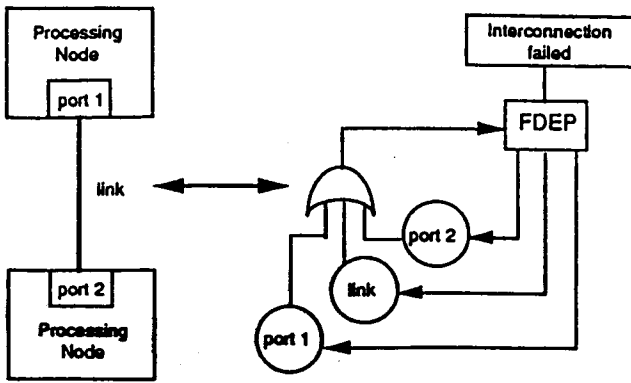 Processing
Node
port 1
link
port 2
Processing
Node
Interconnection
failed
FDEP
port 2
link
port 1